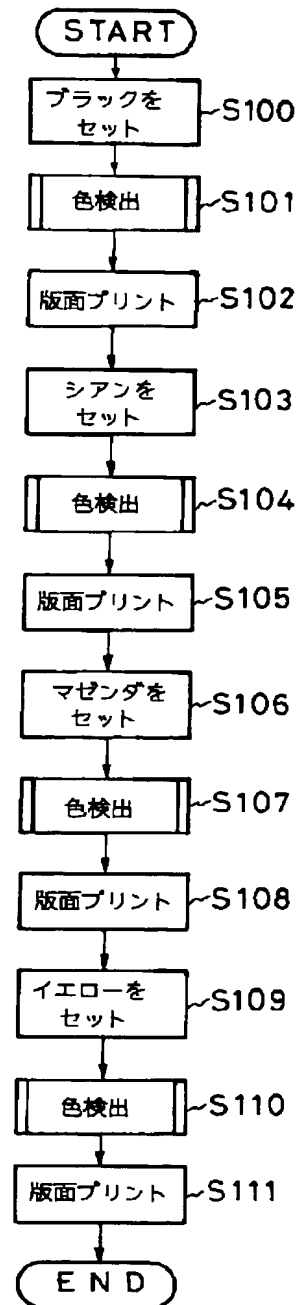 START
ブラックを
セット
S100
色検出
S101
版面プリント
S102
シアンを
セット
S103
色検出
S104
版面プリント
S105
マゼンダを
セット
S106
色検出
S107
版面プリント
S108
イエローを
セット
S109
色検出
S110
版面プリント
S111
END